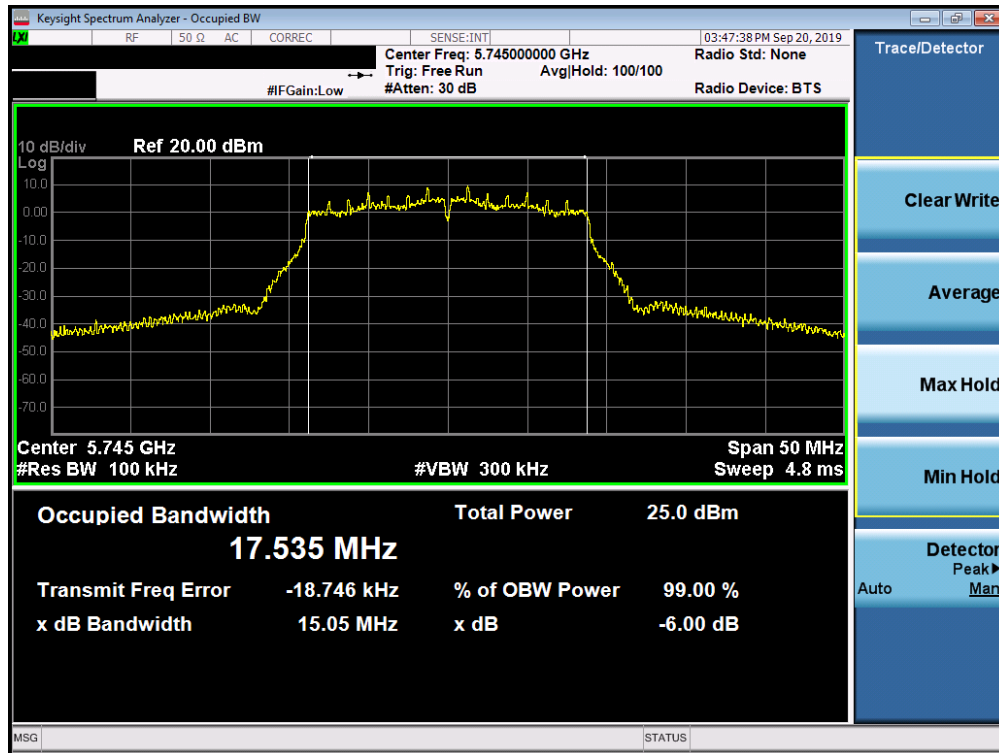 Keysight Spectrum Analyzer - Occupied BW
LXI RF 50 Ω AC CORREC SENSE:INT 03:47:38 PM Sep 20, 2019
Center Freq: 5.745000000 GHz Radio Std: None
Trig: Free Run Avg|Hold: 100/100
#IFGain:Low #Atten: 30 dB Radio Device: BTS
10 dB/div Ref 20.00 dBm
Log
10.0
0.00
-10.0
-20.0
-30.0
-40.0
-50.0
-60.0
-70.0
Center 5.745 GHz Span 50 MHz
#Res BW 100 kHz #VBW 300 kHz Sweep 4.8 ms
Occupied Bandwidth Total Power 25.0 dBm
17.535 MHz
Transmit Freq Error -18.746 kHz % of OBW Power 99.00 %
x dB Bandwidth 15.05 MHz x dB -6.00 dB
MSG STATUS
Trace/Detector
Clear Write
Average
Max Hold
Min Hold
Detector
Peak▶
Auto Man